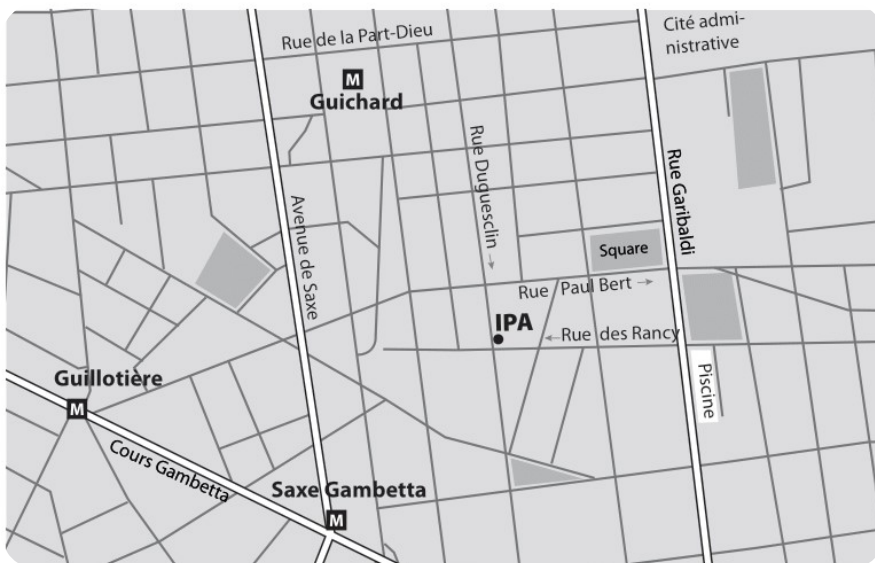 Rue de la Part-Dieu
Cité admi-
nistrative
M
Guichard
Rue Duguesclin →
Rue Garibaldi
Avenue de Saxe
Square
Rue Paul Bert →
IPA
← Rue des Rancy
Piscine
Guillotière
M
Cours Gambetta
Saxe Gambetta
M